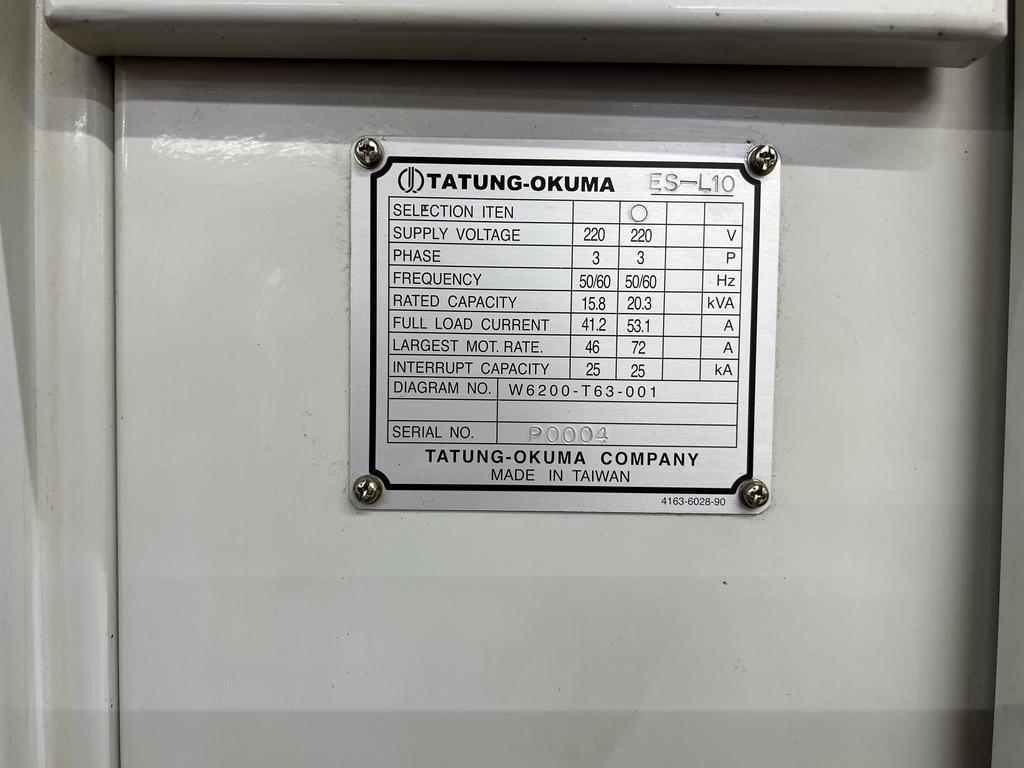 TATUNG-OKUMA ES-L10
SELECTION ITEN ○
SUPPLY VOLTAGE 220 220 V
PHASE 3 3 P
FREQUENCY 50/60 50/60 Hz
RATED CAPACITY 15.8 20.3 kVA
FULL LOAD CURRENT 41.2 53.1 A
LARGEST MOT. RATE. 46 72 A
INTERRUPT CAPACITY 25 25 kA
DIAGRAM NO. W6200-T63-001
SERIAL NO. P0004
TATUNG-OKUMA COMPANY
MADE IN TAIWAN
4163-6028-90